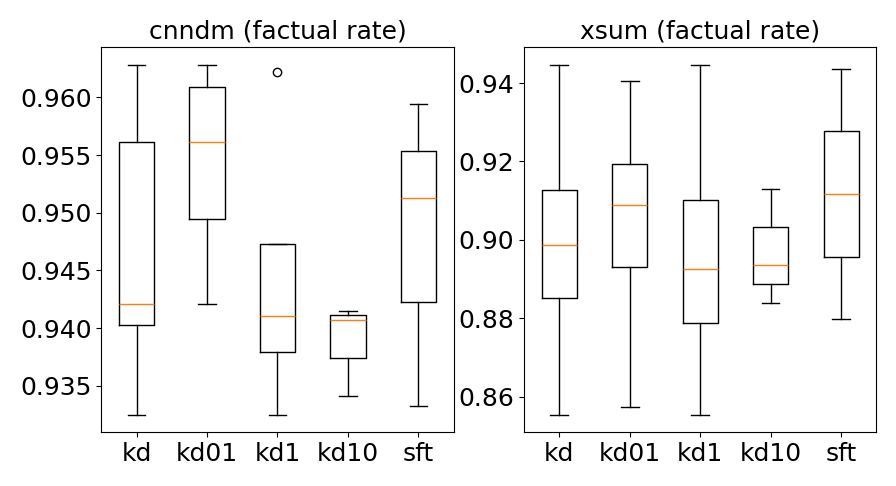 cnndm (factual rate)
0.960
0.955
0.950
0.945
0.940
0.935
kd kd01 kd1 kd10 sft
xsum (factual rate)
0.94
0.92
0.90
0.88
0.86
kd kd01 kd1 kd10 sft